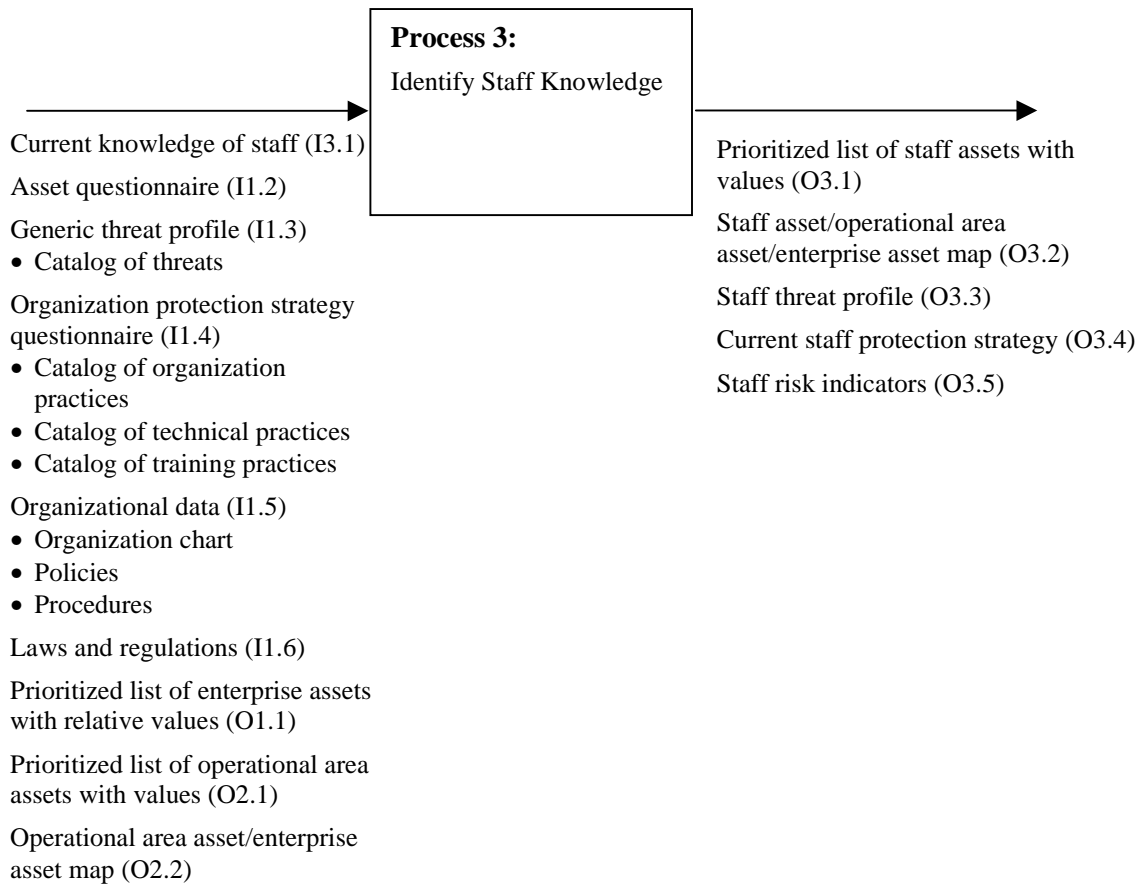 Process 3:
Identify Staff Knowledge
Current knowledge of staff (I3.1)
Asset questionnaire (I1.2)
Generic threat profile (I1.3)
• Catalog of threats
Organization protection strategy
questionnaire (I1.4)
• Catalog of organization
practices
• Catalog of technical practices
• Catalog of training practices
Organizational data (I1.5)
• Organization chart
• Policies
• Procedures
Laws and regulations (I1.6)
Prioritized list of enterprise assets
with relative values (O1.1)
Prioritized list of operational area
assets with values (O2.1)
Operational area asset/enterprise
asset map (O2.2)
Prioritized list of staff assets with
values (O3.1)
Staff asset/operational area
asset/enterprise asset map (O3.2)
Staff threat profile (O3.3)
Current staff protection strategy (O3.4)
Staff risk indicators (O3.5)